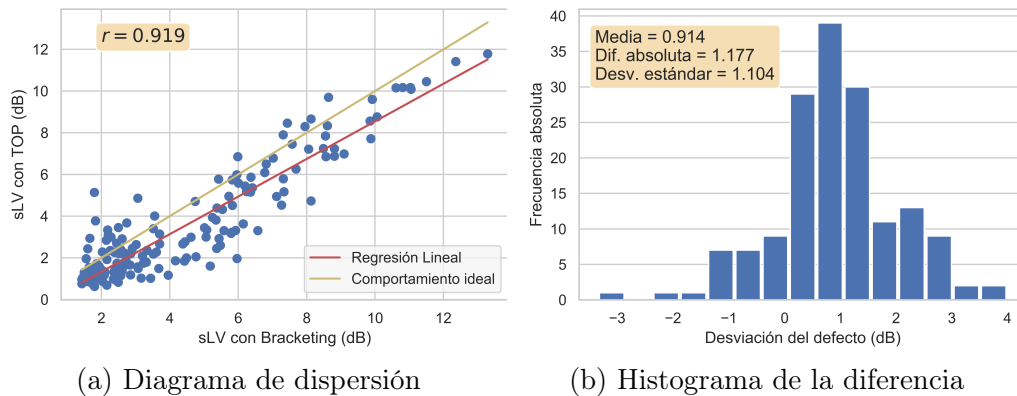 r = 0.919
12
10
8
6
4
2
0
sLV con TOP (dB)
2
4
6
8
10
12
sLV con Bracketing (dB)
Regresión Lineal
Comportamiento ideal
(a) Diagrama de dispersión
Media = 0.914
Dif. absoluta = 1.177
Desv. estándar = 1.104
40
35
30
25
20
15
10
5
0
Frecuencia absoluta
−3
−2
−1
0
1
2
3
4
Desviación del defecto (dB)
(b) Histograma de la diferencia